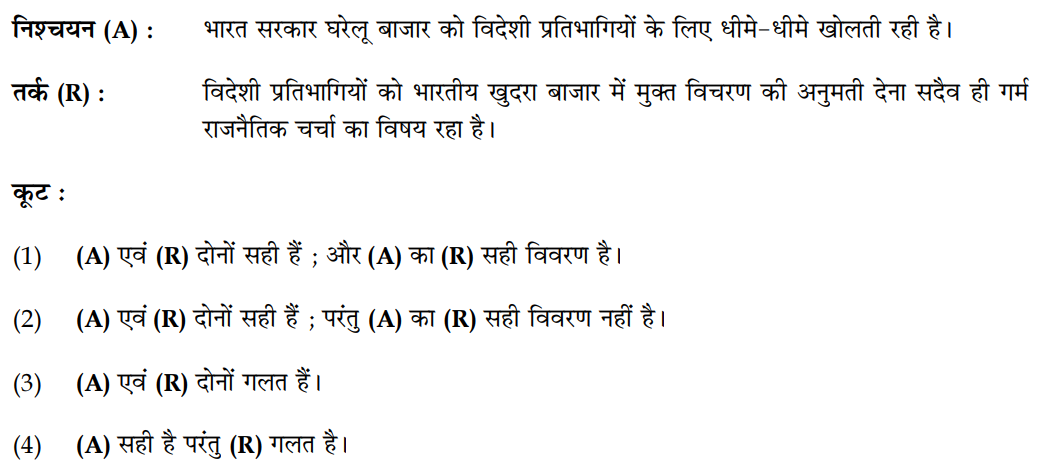 निश्चयन (A) : भारत सरकार घरेलू बाजार को विदेशी प्रतिभागियों के लिए धीमे-धीमे खोलती रही है।
तर्क (R) : विदेशी प्रतिभागियों को भारतीय खुदरा बाजार में मुक्त विचरण की अनुमती देना सदैव ही गर्म
राजनैतिक चर्चा का विषय रहा है।
कूट :
(1) (A) एवं (R) दोनों सही हैं ; और (A) का (R) सही विवरण है।
(2) (A) एवं (R) दोनों सही हैं ; परंतु (A) का (R) सही विवरण नहीं है।
(3) (A) एवं (R) दोनों गलत हैं।
(4) (A) सही है परंतु (R) गलत है।